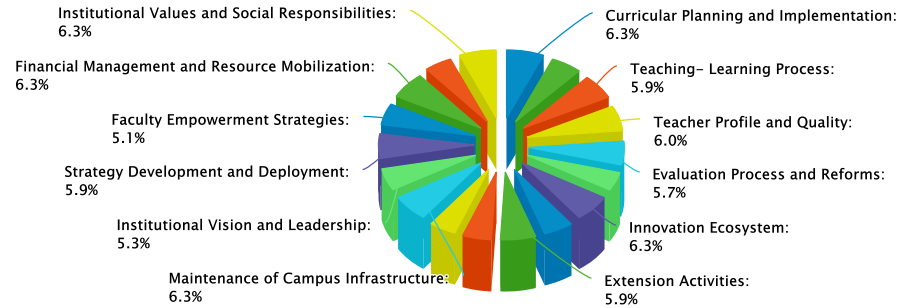 Institutional Values and Social Responsibilities:
6.3%
Financial Management and Resource Mobilization:
6.3%
Faculty Empowerment Strategies:
5.1%
Strategy Development and Deployment:
5.9%
Institutional Vision and Leadership:
5.3%
Maintenance of Campus Infrastructure:
6.3%
Curricular Planning and Implementation:
6.3%
Teaching- Learning Process:
5.9%
Teacher Profile and Quality:
6.0%
Evaluation Process and Reforms:
5.7%
Innovation Ecosystem:
6.3%
Extension Activities:
5.9%